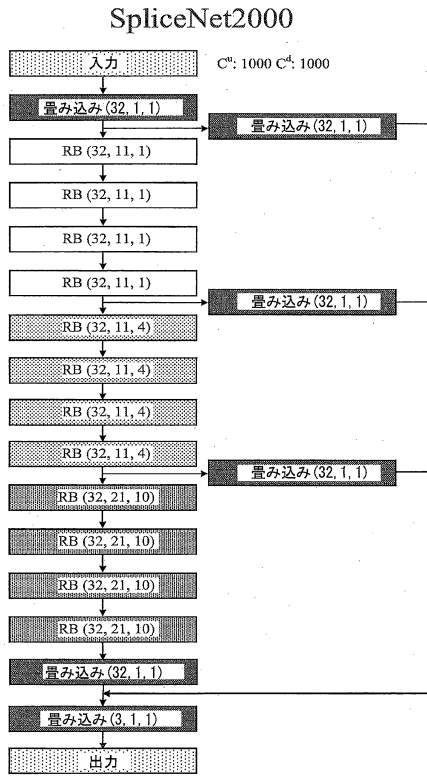 SpliceNet2000
入力
Cᵘ: 1000 Cᵈ: 1000
畳み込み(32,1,1)
畳み込み(32,1,1)
RB (32, 11, 1)
RB (32, 11, 1)
RB (32, 11, 1)
RB (32, 11, 1)
畳み込み(32,1,1)
RB (32, 11, 4)
RB (32, 11, 4)
RB (32, 11, 4)
RB (32, 11, 4)
畳み込み(32,1,1)
RB (32, 21, 10)
RB (32, 21, 10)
RB (32, 21, 10)
RB (32, 21, 10)
畳み込み(32,1,1)
畳み込み(3,1,1)
出力